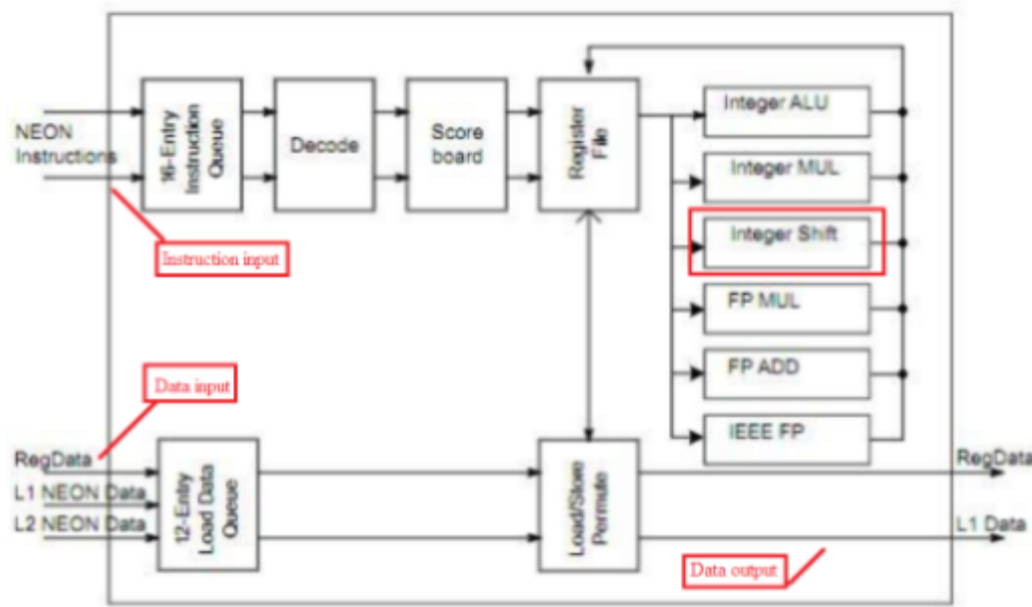 NEON
Instructions
16-Entry
Instruction
Queue
Decode
Score
board
Register
File
Integer ALU
Integer MUL
Integer Shift
FP MUL
FP ADD
IEEE FP
Instruction input
Data input
RegData
L1 NEON Data
L2 NEON Data
12-Entry
Load Data
Queue
Load/Store
Permute
RegData
L1 Data
Data output